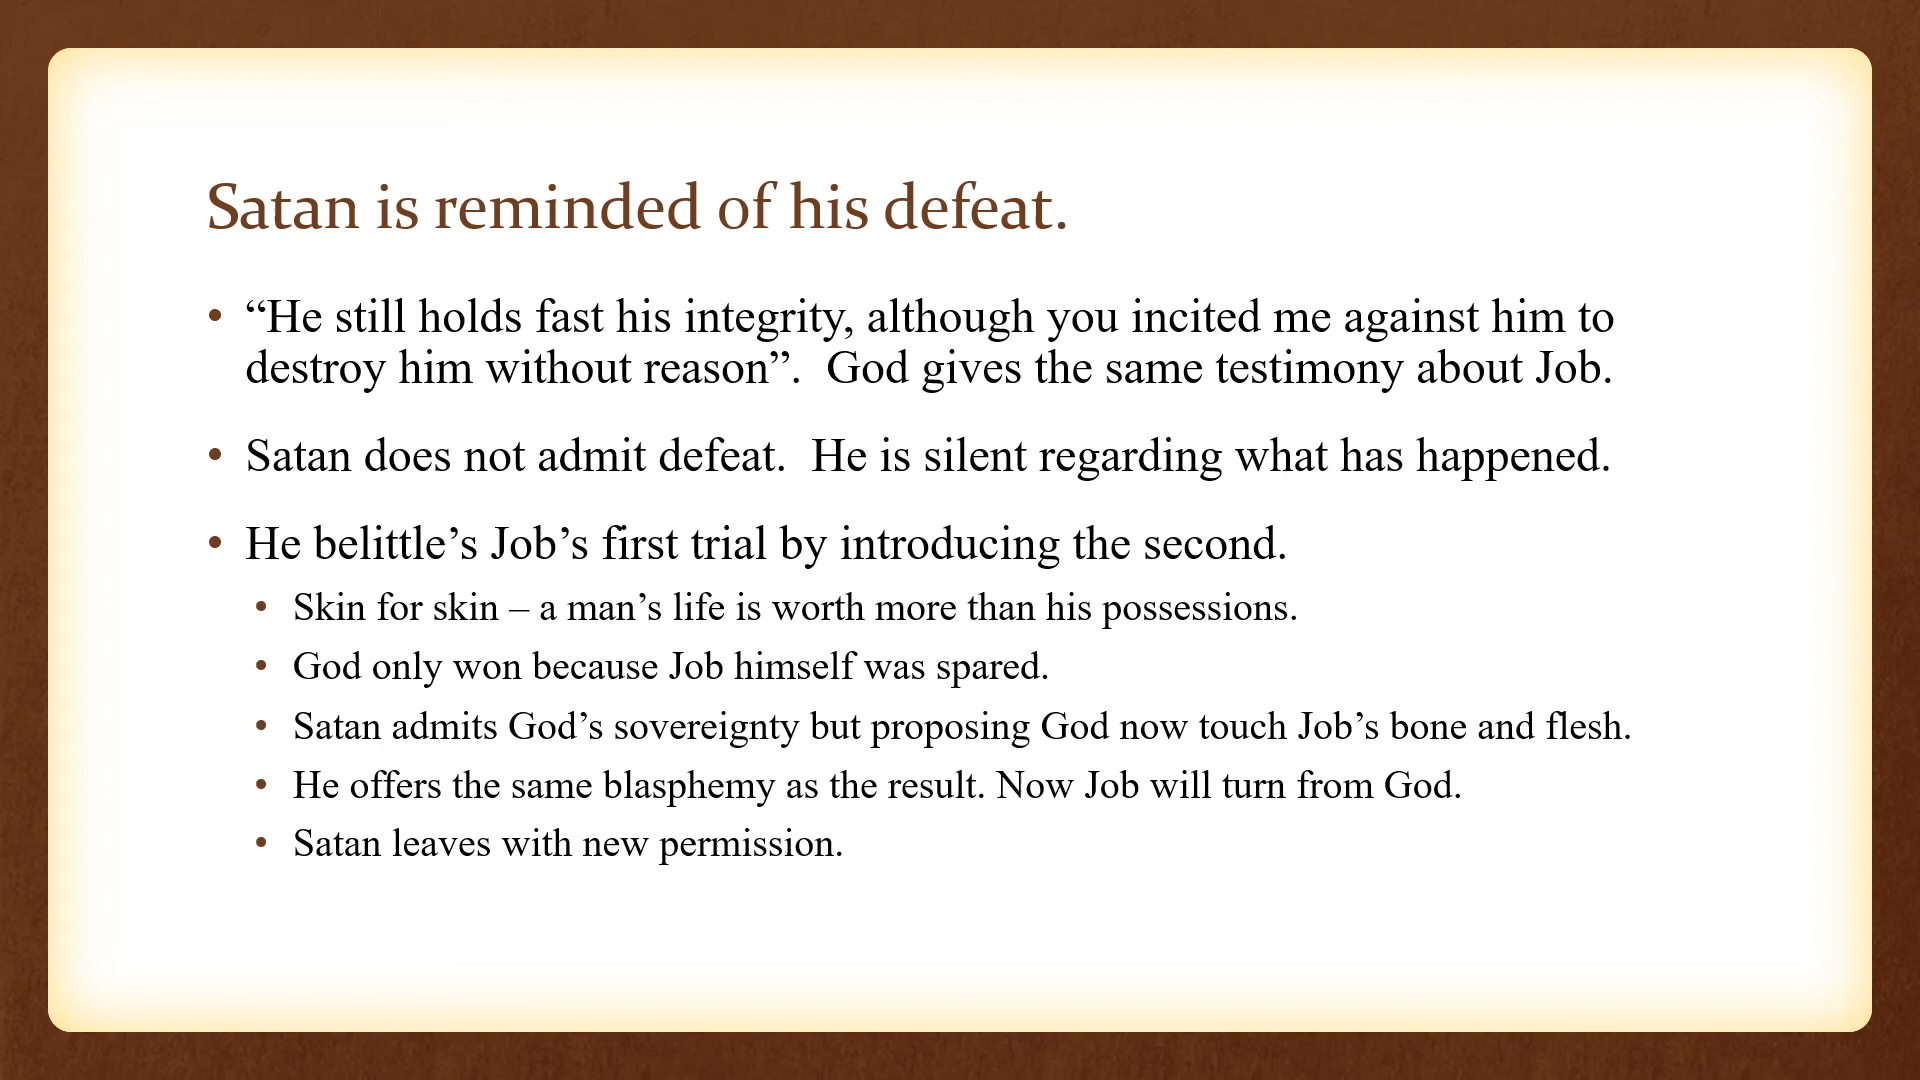 Satan is reminded of his defeat.
• “He still holds fast his integrity, although you incited me against him to
destroy him without reason”.  God gives the same testimony about Job.
• Satan does not admit defeat.  He is silent regarding what has happened.
• He belittle’s Job’s first trial by introducing the second.
• Skin for skin – a man’s life is worth more than his possessions.
• God only won because Job himself was spared.
• Satan admits God’s sovereignty but proposing God now touch Job’s bone and flesh.
• He offers the same blasphemy as the result. Now Job will turn from God.
• Satan leaves with new permission.